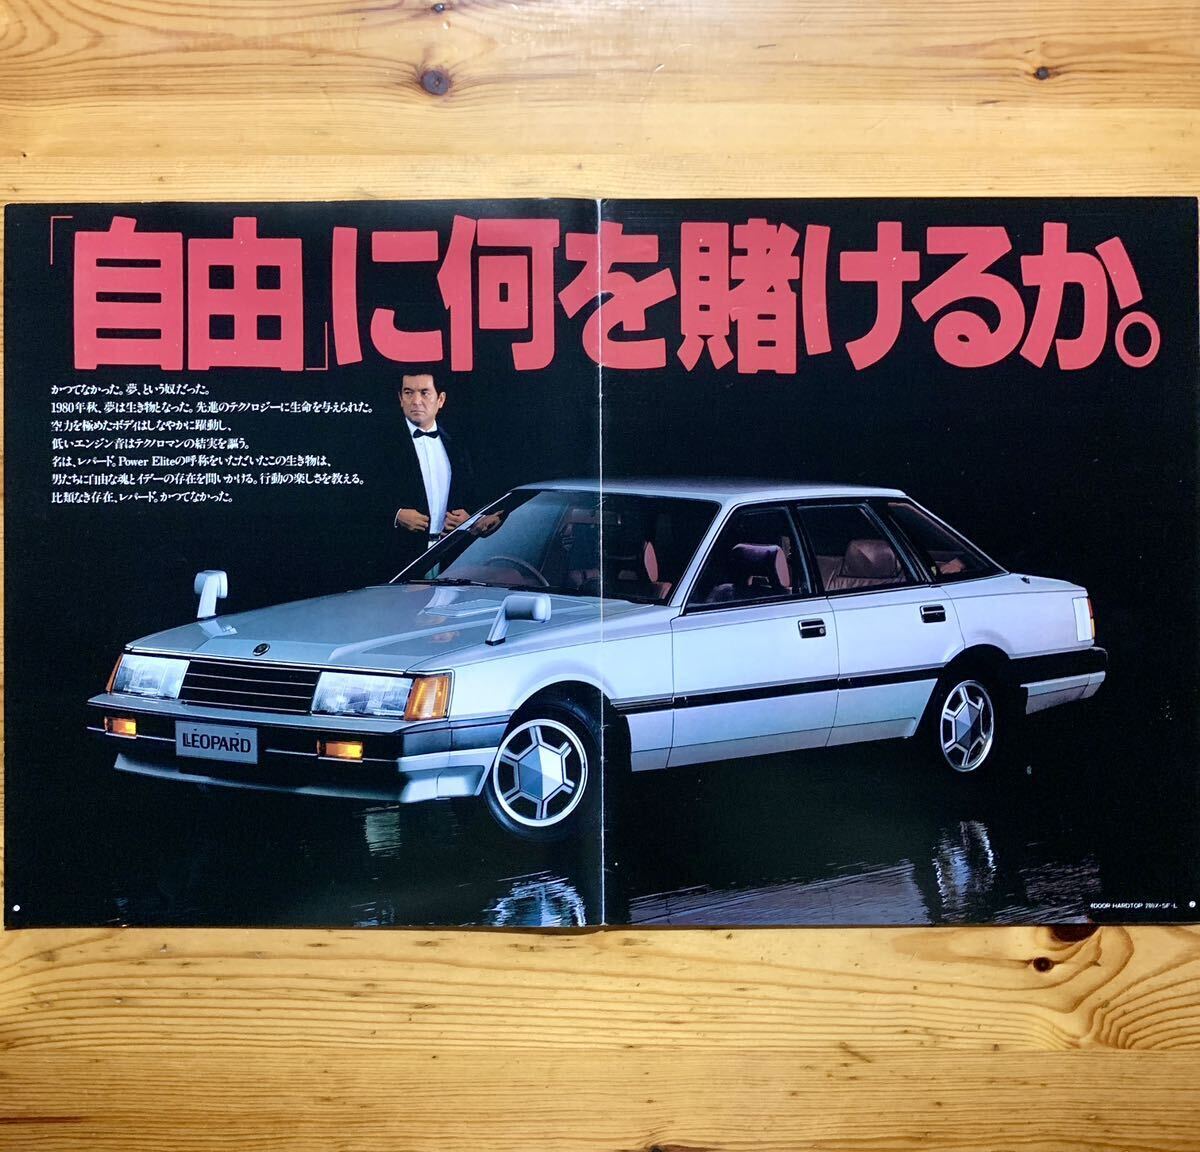 「自由」に何を賭けるか。
かつてなかった。夢、という奴だった。
1980年秋、夢は生き物となった。先進のテクノロジーに生命を与えられた。
空力を極めたボディはしなやかに躍動し、
低いエンジン音はテクノロマンの結実を謳う。
名は、レパード。Power Eliteの呼称をいただいたこの生き物は、
男たちに自由な魂とイデーの存在を問いかける。行動の楽しさを教える。
比類なき存在、レパード。かつてなかった。
LEOPARD
4DOOR HARDTOP 280X・SF-L